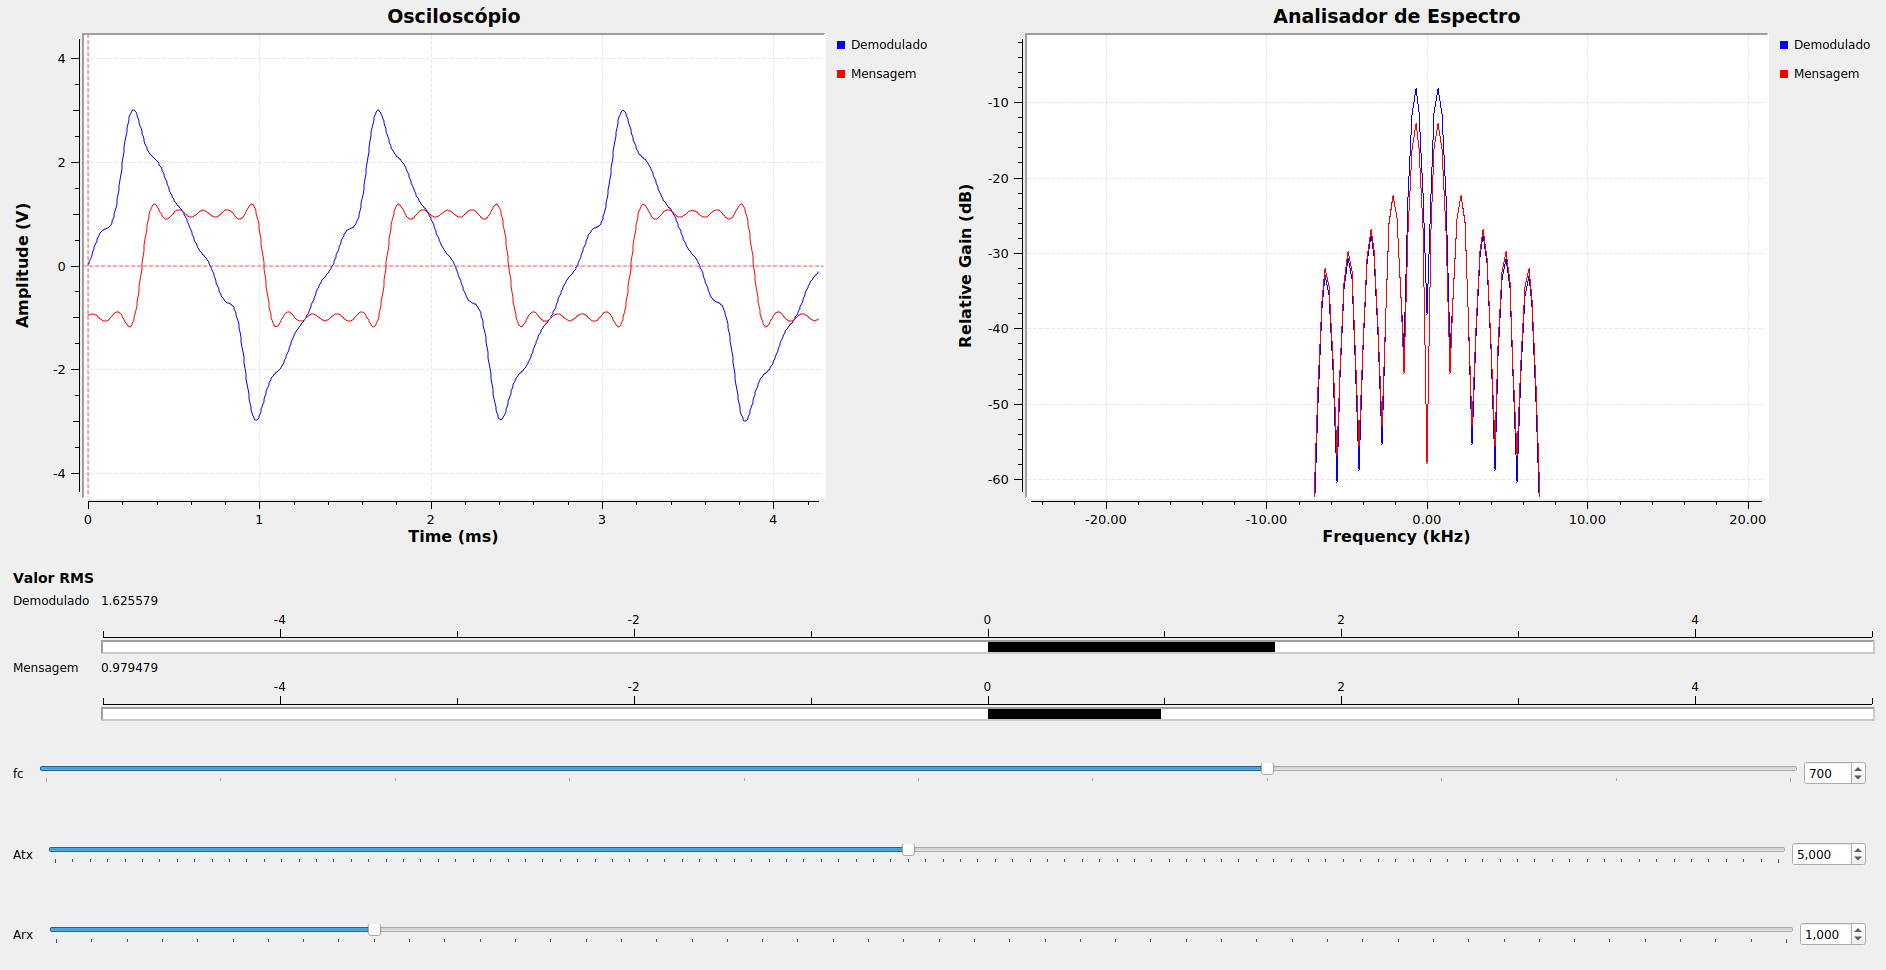 Osciloscópio
Demodulado
Mensagem
Amplitude (V)
4
2
0
-2
-4
0 1 2 3 4
Time (ms)
Analisador de Espectro
Demodulado
Mensagem
Relative Gain (dB)
-10
-20
-30
-40
-50
-60
-20.00 -10.00 0.00 10.00 20.00
Frequency (kHz)
Valor RMS
Demodulado 1.625579
-4 -2 0 2 4
Mensagem 0.979479
-4 -2 0 2 4
fc 700
Atx 5,000
Arx 1,000